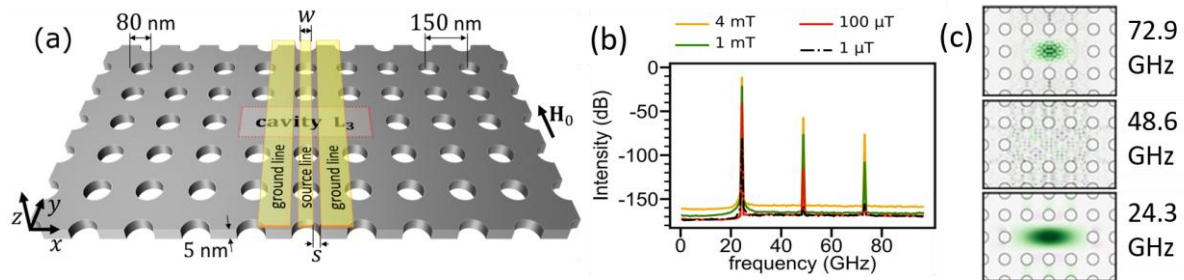 (a)
80 nm
w
150 nm
cavity L₃
H₀
ground line
source line
ground line
z
y
x
5 nm
s
(b)
4 mT
100 μT
1 mT
1 μT
Intensity (dB)
0
-50
-100
-150
0
20
40
60
80
frequency (GHz)
(c)
72.9
GHz
48.6
GHz
24.3
GHz